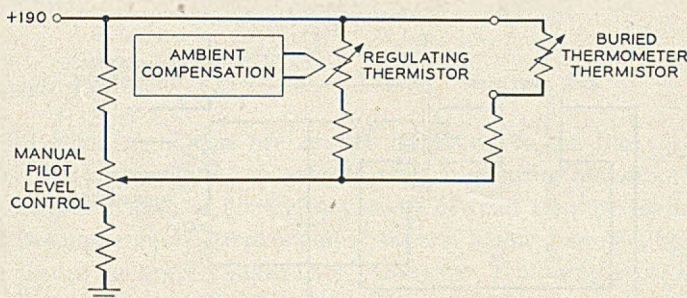 +190
AMBIENT
COMPENSATION
REGULATING
THERMISTOR
BURIED
THERMOMETER
THERMISTOR
MANUAL
PILOT
LEVEL
CONTROL